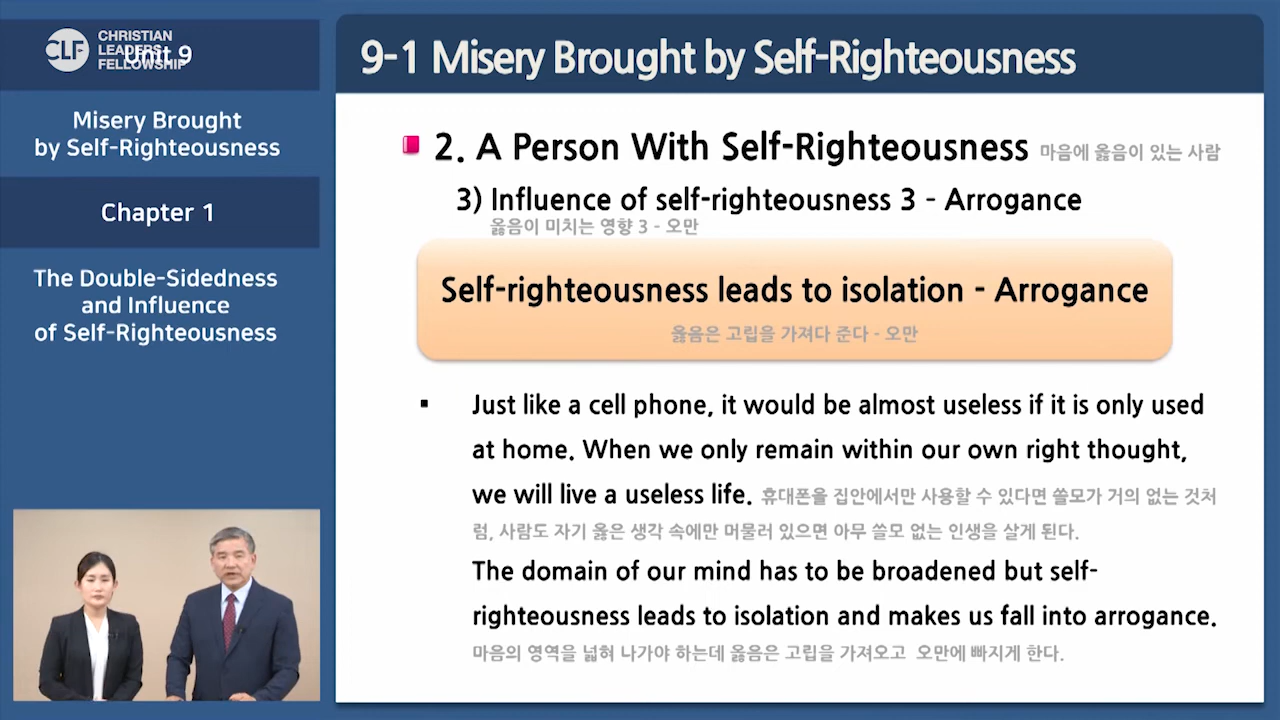 CLF
CHRISTIAN
LEADERS
FELLOWSHIP
Unit 9
Misery Brought
by Self-Righteousness
Chapter 1
The Double-Sidedness
and Influence
of Self-Righteousness
9-1 Misery Brought by Self-Righteousness
2. A Person With Self-Righteousness 마음에 옳음이 있는 사람
3) Influence of self-righteousness 3 - Arrogance
옳음이 미치는 영향 3 - 오만
Self-righteousness leads to isolation - Arrogance
옳음은 고립을 가져다 준다 - 오만
▪ Just like a cell phone, it would be almost useless if it is only used
at home. When we only remain within our own right thought,
we will live a useless life. 휴대폰을 집안에서만 사용할 수 있다면 쓸모가 거의 없는 것처
럼, 사람도 자기 옳은 생각 속에만 머물러 있으면 아무 쓸모 없는 인생을 살게 된다.
The domain of our mind has to be broadened but self-
righteousness leads to isolation and makes us fall into arrogance.
마음의 영역을 넓혀 나가야 하는데 옳음은 고립을 가져오고 오만에 빠지게 한다.